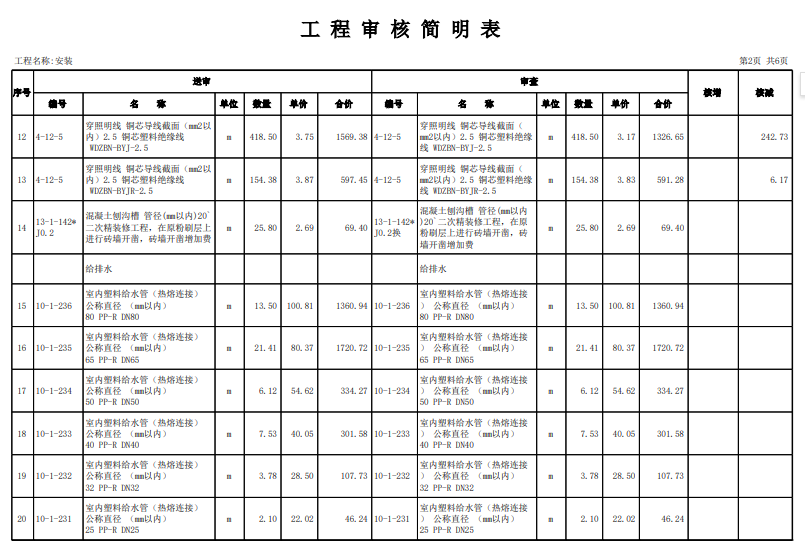 工程审核简明表
工程名称:安装 第2页 共6页
序号 送审 审查 核增 核减
编号 名 称 单位 数量 单价 合价 编号 名 称 单位 数量 单价 合价
12 4-12-5 穿照明线 铜芯导线截面（mm2以内）2.5 铜芯塑料绝缘线 WDZBN-BYJ-2.5 m 418.50 3.75 1569.38 4-12-5 穿照明线 铜芯导线截面（mm2以内）2.5 铜芯塑料绝缘线 WDZBN-BYJ-2.5 m 418.50 3.17 1326.65 242.73
13 4-12-5 穿照明线 铜芯导线截面（mm2以内）2.5 铜芯塑料绝缘线 WDZBN-BYJR-2.5 m 154.38 3.87 597.45 4-12-5 穿照明线 铜芯导线截面（mm2以内）2.5 铜芯塑料绝缘线 WDZBN-BYJR-2.5 m 154.38 3.83 591.28 6.17
14 13-1-142*J0.2 混凝土刨沟槽 管径(mm以内)20`二次精装修工程，在原粉刷层上进行砖墙开凿，砖墙开凿增加费 m 25.80 2.69 69.40 13-1-142*J0.2换 混凝土刨沟槽 管径(mm以内)20`二次精装修工程，在原粉刷层上进行砖墙开凿，砖墙开凿增加费 m 25.80 2.69 69.40
给排水 给排水
15 10-1-236 室内塑料给水管（热熔连接） 公称直径 （mm以内） 80 PP-R DN80 m 13.50 100.81 1360.94 10-1-236 室内塑料给水管（热熔连接） 公称直径 （mm以内） 80 PP-R DN80 m 13.50 100.81 1360.94
16 10-1-235 室内塑料给水管（热熔连接） 公称直径 （mm以内） 65 PP-R DN65 m 21.41 80.37 1720.72 10-1-235 室内塑料给水管（热熔连接） 公称直径 （mm以内） 65 PP-R DN65 m 21.41 80.37 1720.72
17 10-1-234 室内塑料给水管（热熔连接） 公称直径 （mm以内） 50 PP-R DN50 m 6.12 54.62 334.27 10-1-234 室内塑料给水管（热熔连接） 公称直径 （mm以内） 50 PP-R DN50 m 6.12 54.62 334.27
18 10-1-233 室内塑料给水管（热熔连接） 公称直径 （mm以内） 40 PP-R DN40 m 7.53 40.05 301.58 10-1-233 室内塑料给水管（热熔连接） 公称直径 （mm以内） 40 PP-R DN40 m 7.53 40.05 301.58
19 10-1-232 室内塑料给水管（热熔连接） 公称直径 （mm以内） 32 PP-R DN32 m 3.78 28.50 107.73 10-1-232 室内塑料给水管（热熔连接） 公称直径 （mm以内） 32 PP-R DN32 m 3.78 28.50 107.73
20 10-1-231 室内塑料给水管（热熔连接） 公称直径 （mm以内） 25 PP-R DN25 m 2.10 22.02 46.24 10-1-231 室内塑料给水管（热熔连接） 公称直径 （mm以内） 25 PP-R DN25 m 2.10 22.02 46.24